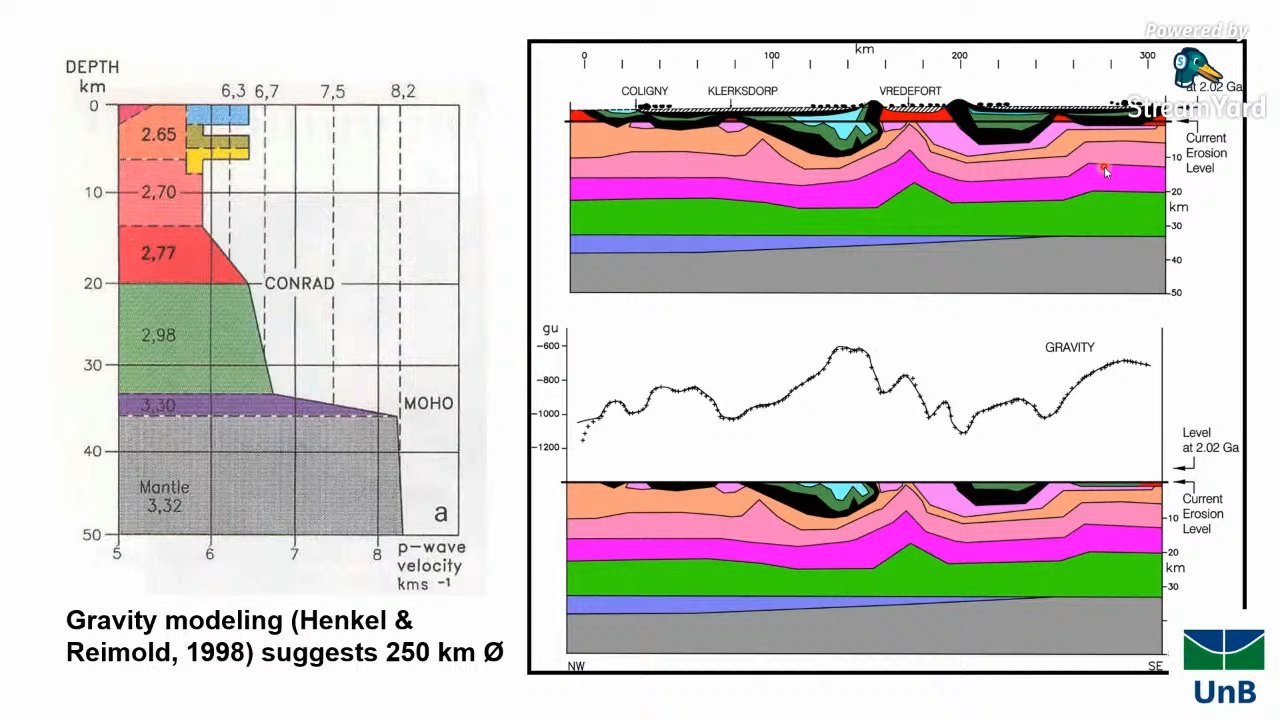 Powered by
StreamYard
DEPTH
km
6,3 6,7 7,5 8,2
0
10
20
30
40
50
2.65
2,70
2,77
2,98
3,30
Mantle
3,32
CONRAD
MOHO
a
5 6 7 8
p-wave
velocity
kms -1
Gravity modeling (Henkel &
Reimold, 1998) suggests 250 km Ø
km
0 100 200 300
COLIGNY KLERKSDORP VREDEFORT
at 2.02 Ga
Current
Erosion
Level
10
20
km
30
40
50
gu
-600
-800
-1000
-1200
GRAVITY
Level
at 2.02 Ga
Current
Erosion
Level
10
20
km
30
NW SE
UnB